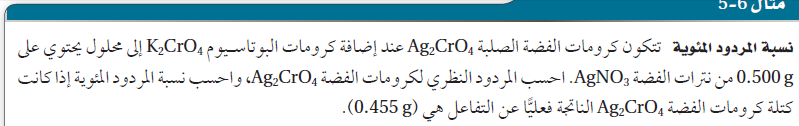 مثال 6-5
نسبة المردود المئوية تتكون كرومات الفضة الصلبة Ag₂CrO₄ عند إضافة كرومات البوتاسيوم K₂CrO₄ إلى محلول يحتوي على
0.500 g من نترات الفضة AgNO₃. احسب المردود النظري لكرومات الفضة Ag₂CrO₄، واحسب نسبة المردود المئوية إذا كانت
كتلة كرومات الفضة Ag₂CrO₄ الناتجة فعليًّا عن التفاعل هي (0.455 g).